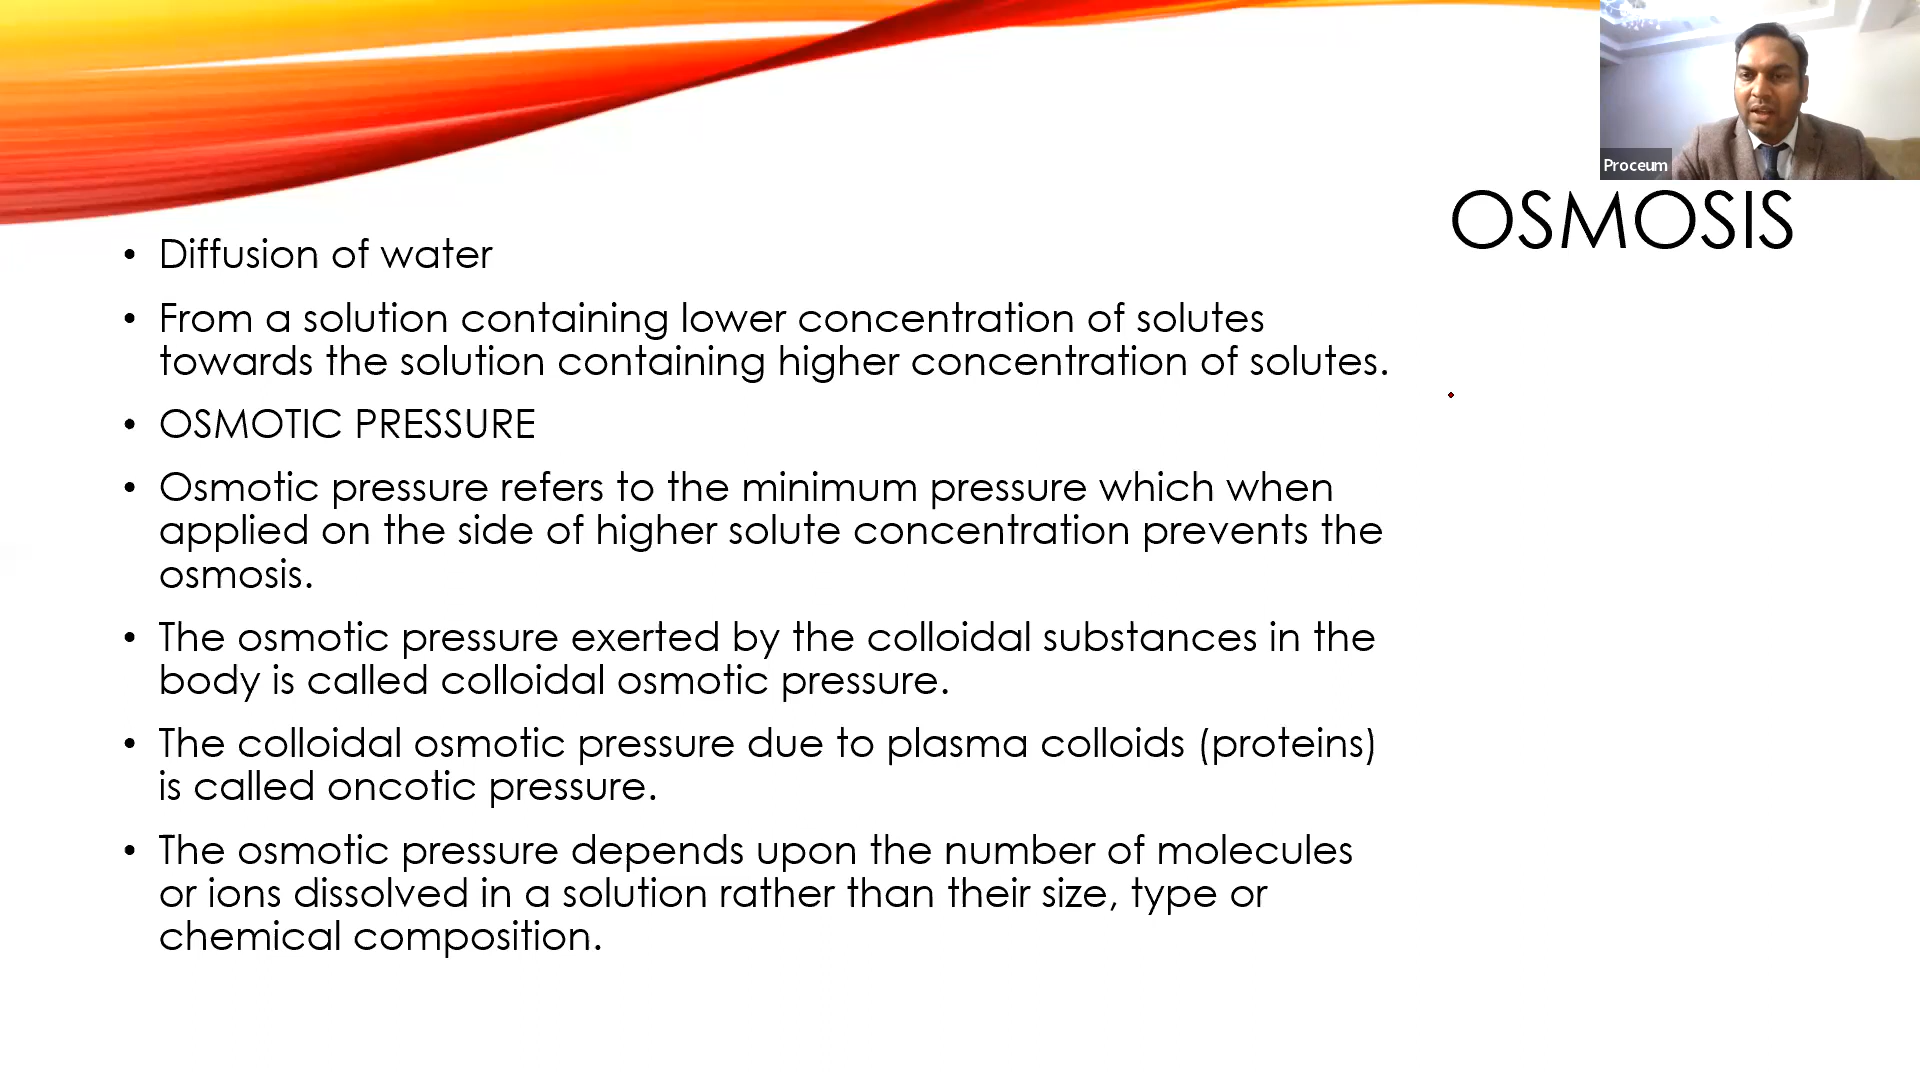 Proceum
OSMOSIS
• Diffusion of water
• From a solution containing lower concentration of solutes
towards the solution containing higher concentration of solutes.
• OSMOTIC PRESSURE
• Osmotic pressure refers to the minimum pressure which when
applied on the side of higher solute concentration prevents the
osmosis.
• The osmotic pressure exerted by the colloidal substances in the
body is called colloidal osmotic pressure.
• The colloidal osmotic pressure due to plasma colloids (proteins)
is called oncotic pressure.
• The osmotic pressure depends upon the number of molecules
or ions dissolved in a solution rather than their size, type or
chemical composition.